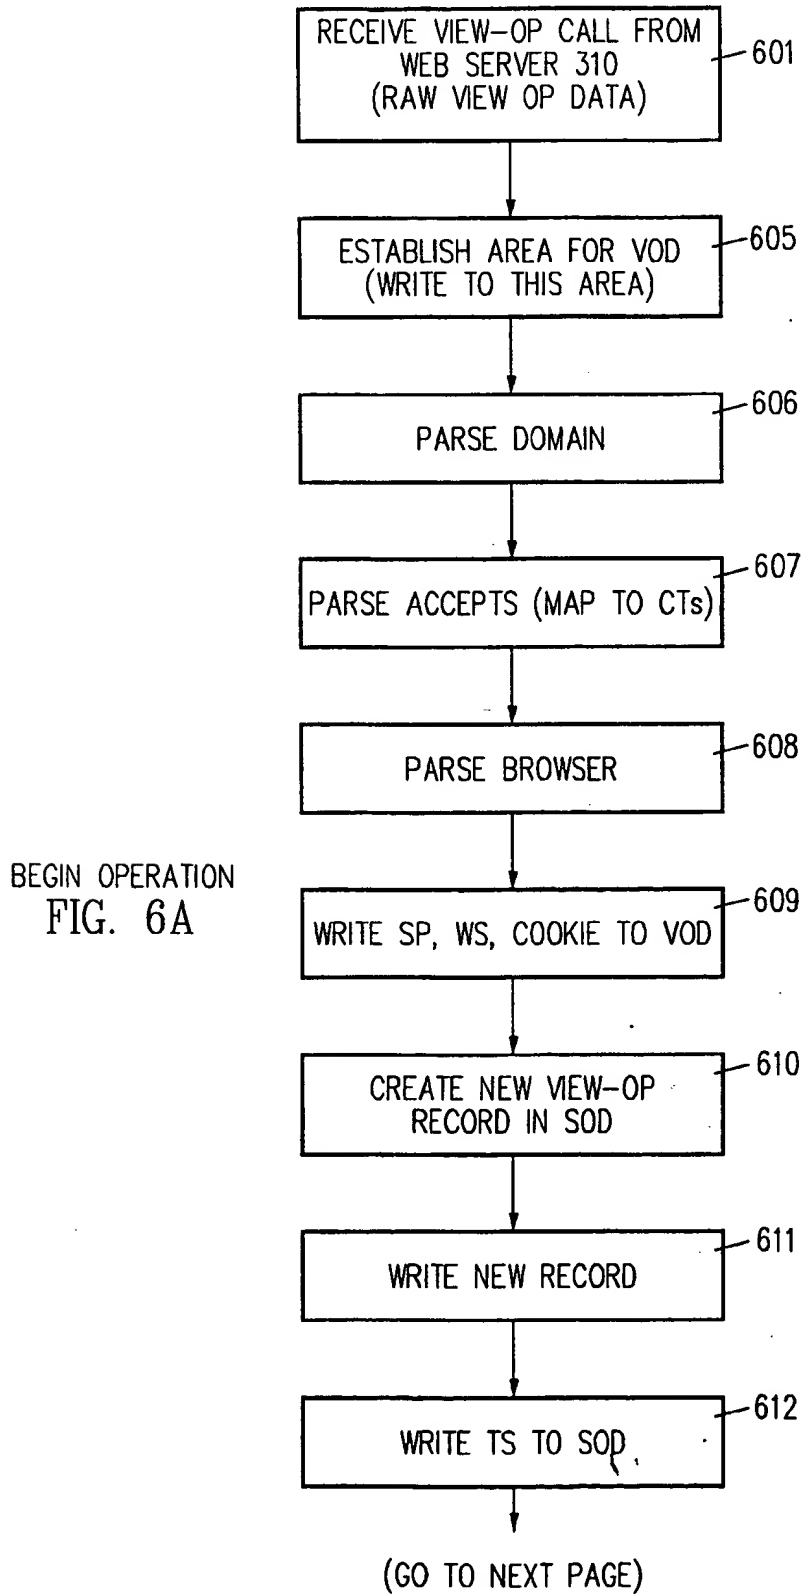 RECEIVE VIEW-OP CALL FROM
WEB SERVER 310
(RAW VIEW OP DATA)
601
ESTABLISH AREA FOR VOD
(WRITE TO THIS AREA)
605
PARSE DOMAIN
606
PARSE ACCEPTS (MAP TO CTs)
607
PARSE BROWSER
608
BEGIN OPERATION
FIG. 6A
WRITE SP, WS, COOKIE TO VOD
609
CREATE NEW VIEW-OP
RECORD IN SOD
610
WRITE NEW RECORD
611
WRITE TS TO SOD
612
(GO TO NEXT PAGE)